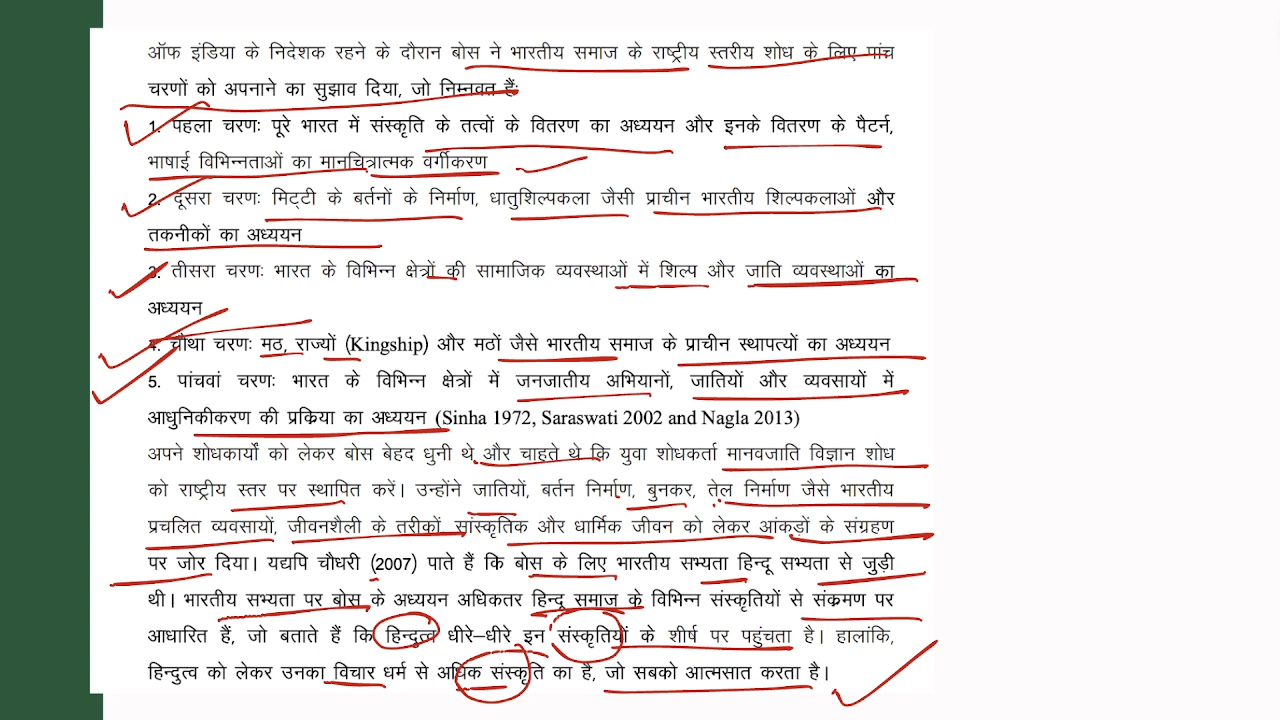 ऑफ इंडिया के निदेशक रहने के दौरान बोस ने भारतीय समाज के राष्ट्रीय स्तरीय शोध के लिए पांच
चरणों को अपनाने का सुझाव दिया, जो निम्नवत हैं:
1. पहला चरणः पूरे भारत में संस्कृति के तत्वों के वितरण का अध्ययन और इनके वितरण के पैटर्न,
भाषाई विभिन्नताओं का मानचित्रात्मक वर्गीकरण
2. दूसरा चरणः मिट्टी के बर्तनों के निर्माण, धातुशिल्पकला जैसी प्राचीन भारतीय शिल्पकलाओं और
तकनीकों का अध्ययन
3. तीसरा चरणः भारत के विभिन्न क्षेत्रों की सामाजिक व्यवस्थाओं में शिल्प और जाति व्यवस्थाओं का
अध्ययन
4. चौथा चरणः मठ, राज्यों (Kingship) और मठों जैसे भारतीय समाज के प्राचीन स्थापत्यों का अध्ययन
5. पांचवां चरणः भारत के विभिन्न क्षेत्रों में जनजातीय अभियानों, जातियों और व्यवसायों में
आधुनिकीकरण की प्रक्रिया का अध्ययन (Sinha 1972, Saraswati 2002 and Nagla 2013)
अपने शोधकार्यों को लेकर बोस बेहद धुनी थे और चाहते थे कि युवा शोधकर्ता मानवजाति विज्ञान शोध
को राष्ट्रीय स्तर पर स्थापित करें। उन्होंने जातियों, बर्तन निर्माण, बुनकर, तेल निर्माण जैसे भारतीय
प्रचलित व्यवसायों, जीवनशैली के तरीकों, सांस्कृतिक और धार्मिक जीवन को लेकर आंकड़ों के संग्रहण
पर जोर दिया। यद्यपि चौधरी (2007) पाते हैं कि बोस के लिए भारतीय सभ्यता हिन्दू सभ्यता से जुड़ी
थी। भारतीय सभ्यता पर बोस के अध्ययन अधिकतर हिन्दू समाज के विभिन्न संस्कृतियों से संक्रमण पर
आधारित हैं, जो बताते हैं कि हिन्दुत्व धीरे–धीरे इन संस्कृतियों के शीर्ष पर पहुंचता है। हालांकि,
हिन्दुत्व को लेकर उनका विचार धर्म से अधिक संस्कृति का है, जो सबको आत्मसात करता है।